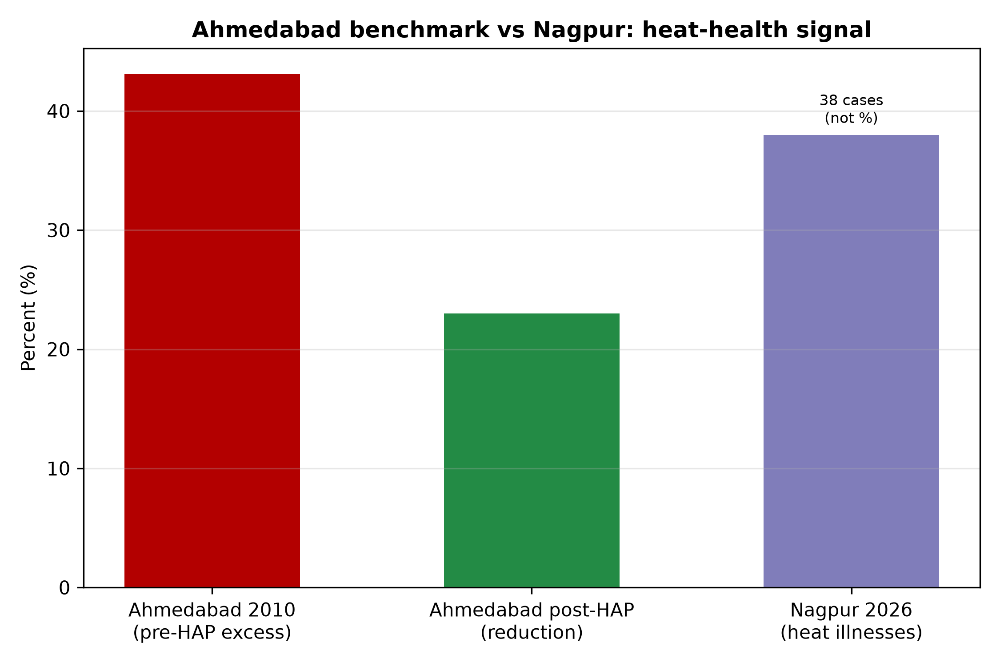 Ahmedabad benchmark vs Nagpur: heat-health signal
Percent (%)
40
30
20
10
0
38 cases
(not %)
Ahmedabad 2010
(pre-HAP excess)
Ahmedabad post-HAP
(reduction)
Nagpur 2026
(heat illnesses)